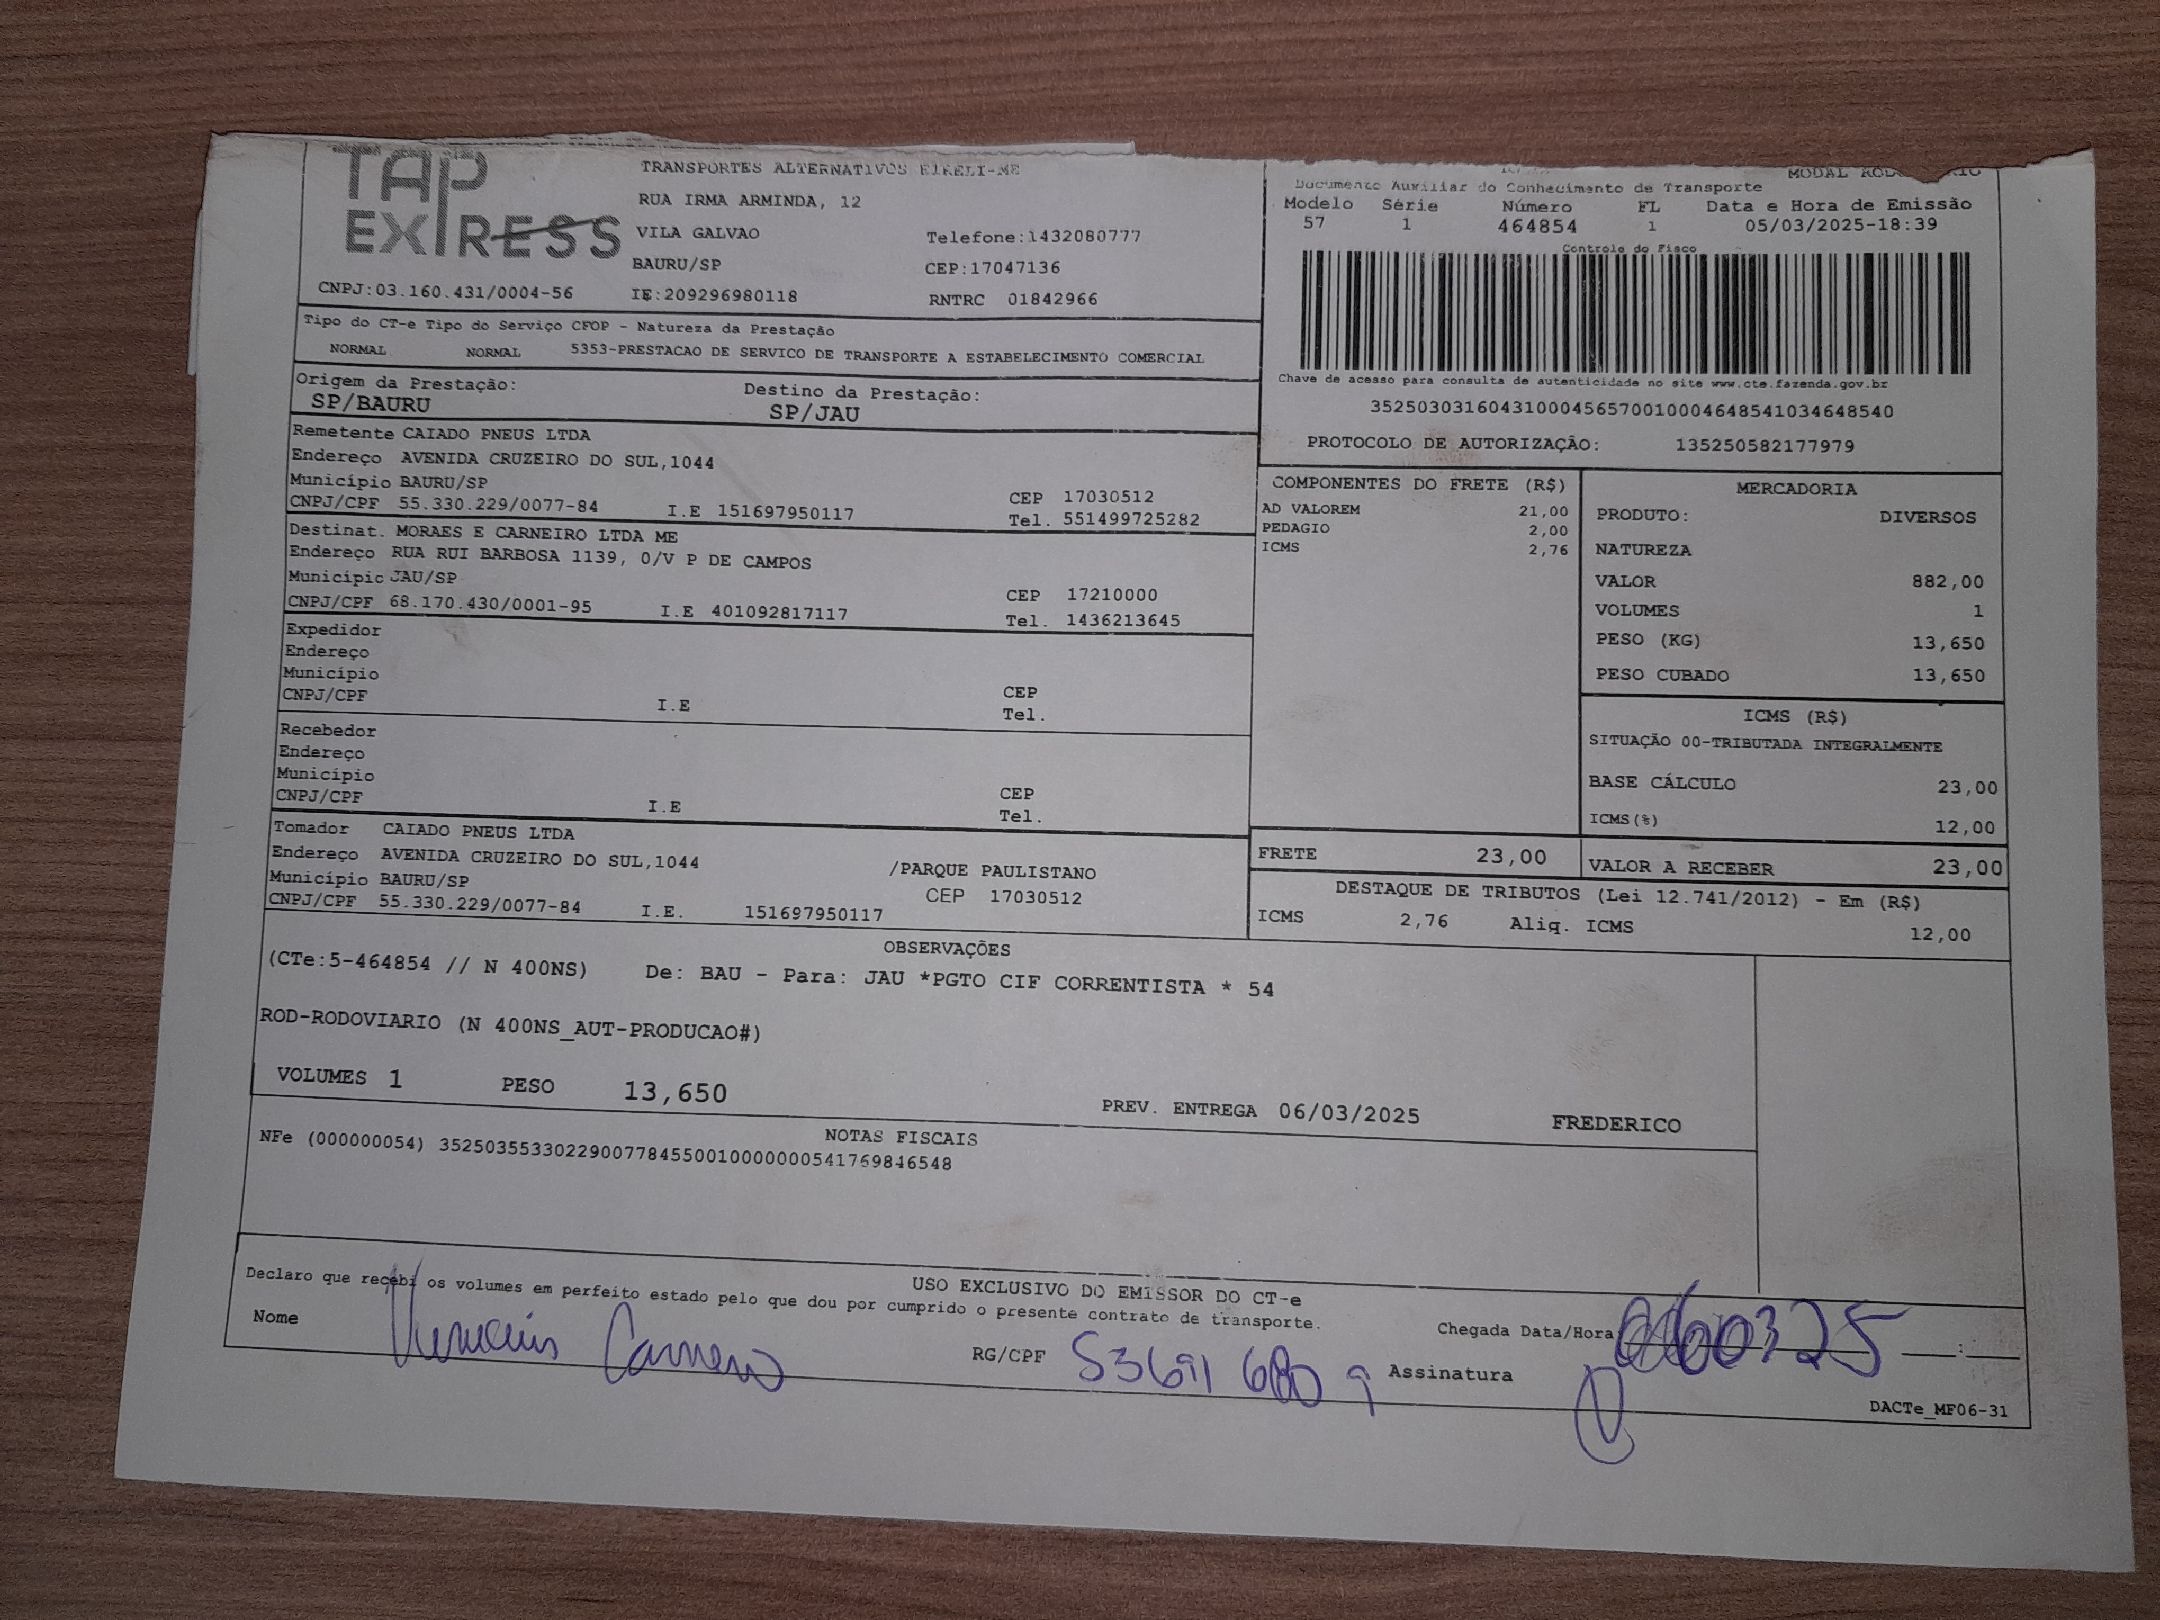 TAP
EXPRESS
TRANSPORTES ALTERNATIVOS EIRELI-ME
RUA IRMA ARMINDA, 12
VILA GALVAO Telefone:1432080777
BAURU/SP CEP:17047136
CNPJ:03.160.431/0004-56 IE:209296980118 RNTRC 01842966
MODAL
Documento Auxiliar do Conhecimento de Transporte
Modelo Série Número FL Data e Hora de Emissão
57 1 464854 1 05/03/2025-18:39
Controle do Fisco
Chave de acesso para consulta de autenticidade no site www.cte.fazenda.gov.br
35250303160431000456570010004648541034648540
PROTOCOLO DE AUTORIZAÇÃO: 135250582177979
Tipo do CT-e Tipo do Serviço CFOP - Natureza da Prestação
NORMAL NORMAL 5353-PRESTACAO DE SERVICO DE TRANSPORTE A ESTABELECIMENTO COMERCIAL
Origem da Prestação: Destino da Prestação:
SP/BAURU SP/JAU
Remetente CAIADO PNEUS LTDA
Endereço AVENIDA CRUZEIRO DO SUL,1044
Município BAURU/SP CEP 17030512
CNPJ/CPF 55.330.229/0077-84 I.E 151697950117 Tel. 551499725282
Destinat. MORAES E CARNEIRO LTDA ME
Endereço RUA RUI BARBOSA 1139, 0/V P DE CAMPOS
Município JAU/SP CEP 17210000
CNPJ/CPF 68.170.430/0001-95 I.E 401092817117 Tel. 1436213645
Expedidor
Endereço
Município CEP
CNPJ/CPF I.E Tel.
Recebedor
Endereço
Município CEP
CNPJ/CPF I.E Tel.
Tomador CAIADO PNEUS LTDA
Endereço AVENIDA CRUZEIRO DO SUL,1044 /PARQUE PAULISTANO
Município BAURU/SP CEP 17030512
CNPJ/CPF 55.330.229/0077-84 I.E. 151697950117
COMPONENTES DO FRETE (R$)
AD VALOREM 21,00
PEDAGIO 2,00
ICMS 2,76
MERCADORIA
PRODUTO: DIVERSOS
NATUREZA
VALOR 882,00
VOLUMES 1
PESO (KG) 13,650
PESO CUBADO 13,650
ICMS (R$)
SITUAÇÃO 00-TRIBUTADA INTEGRALMENTE
BASE CÁLCULO 23,00
ICMS(%) 12,00
FRETE 23,00 VALOR A RECEBER 23,00
DESTAQUE DE TRIBUTOS (Lei 12.741/2012) - Em (R$)
ICMS 2,76 Aliq. ICMS 12,00
OBSERVAÇÕES
(CTe:5-464854 // N 400NS) De: BAU - Para: JAU *PGTO CIF CORRENTISTA * 54
ROD-RODOVIARIO (N 400NS_AUT-PRODUCAO#)
VOLUMES 1 PESO 13,650 PREV. ENTREGA 06/03/2025 FREDERICO
NOTAS FISCAIS
NFe (000000054) 35250355330229007784550010000000541769846548
USO EXCLUSIVO DO EMISSOR DO CT-e
Declaro que recebi os volumes em perfeito estado pelo que dou por cumprido o presente contrato de transporte.
Nome Carneiro RG/CPF Assinatura Chegada Data/Hora 060325 :
DACTe_MF06-31